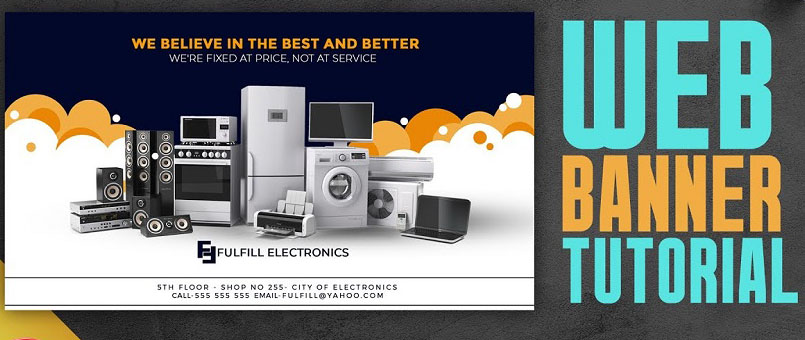 WE BELIEVE IN THE BEST AND BETTER
WE'RE FIXED AT PRICE, NOT AT SERVICE
FULFILL ELECTRONICS
5TH FLOOR - SHOP NO 255- CITY OF ELECTRONICS
CALL-555 555 555 EMAIL-FULFILL@YAHOO.COM
WEB
BANNER
TUTORIAL